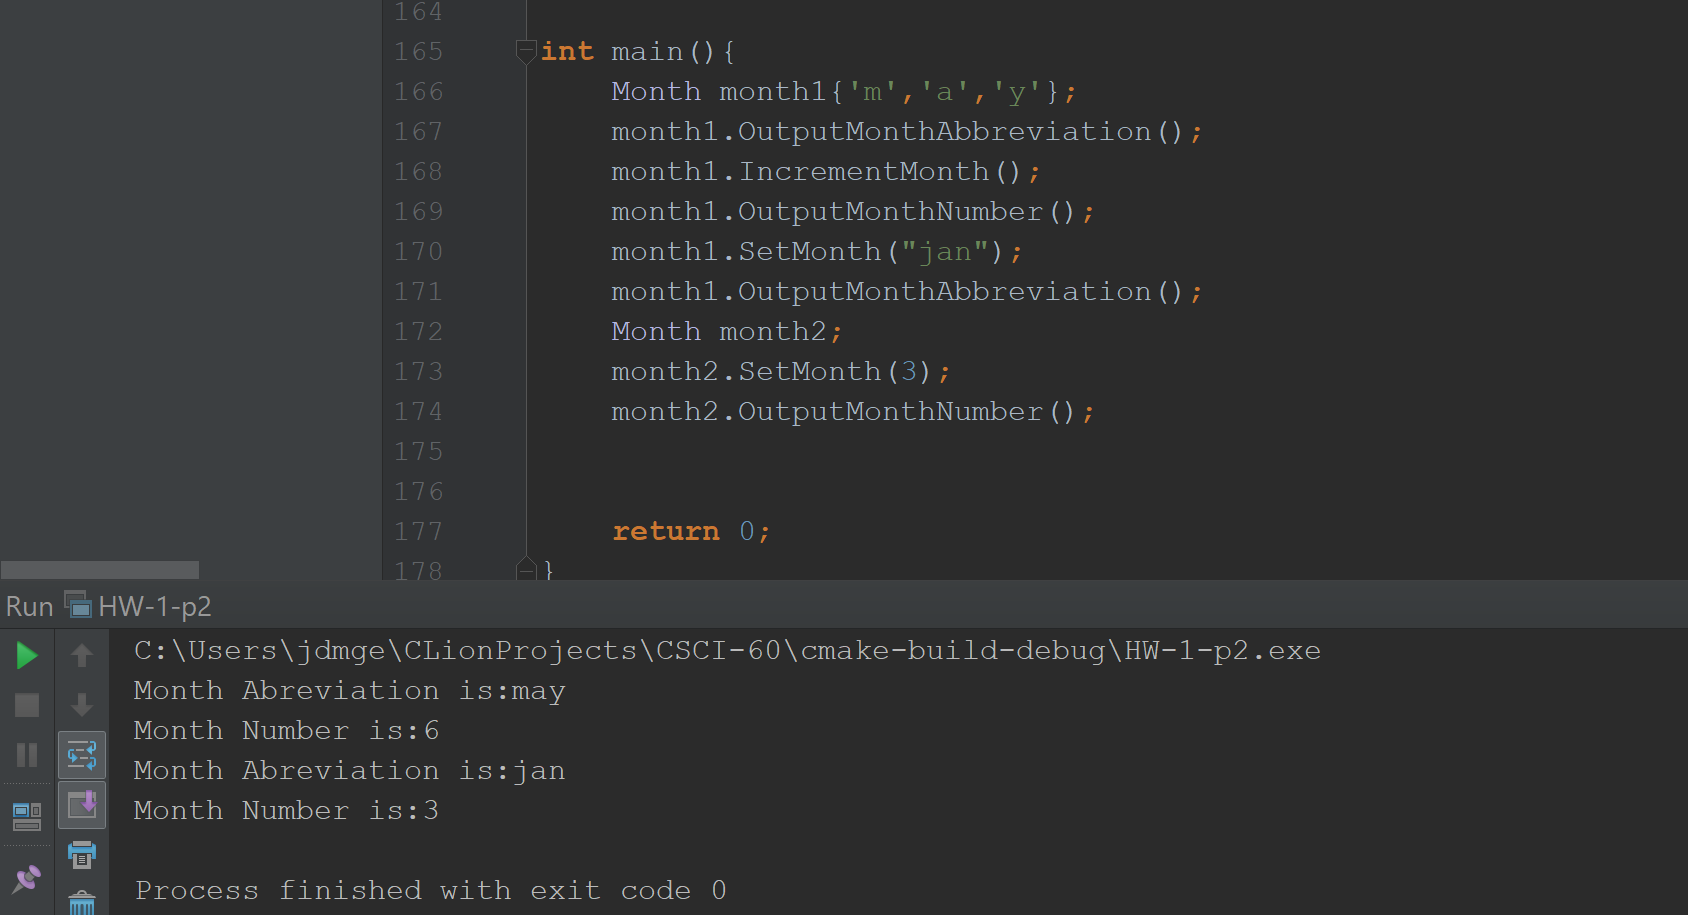 164
165 int main(){
166 Month month1{'m','a','y'};
167 month1.OutputMonthAbbreviation();
168 month1.IncrementMonth();
169 month1.OutputMonthNumber();
170 month1.SetMonth("jan");
171 month1.OutputMonthAbbreviation();
172 Month month2;
173 month2.SetMonth(3);
174 month2.OutputMonthNumber();
175
176
177 return 0;
178 }
Run HW-1-p2
C:\Users\jdmge\CLionProjects\CSCI-60\cmake-build-debug\HW-1-p2.exe
Month Abreviation is:may
Month Number is:6
Month Abreviation is:jan
Month Number is:3
Process finished with exit code 0